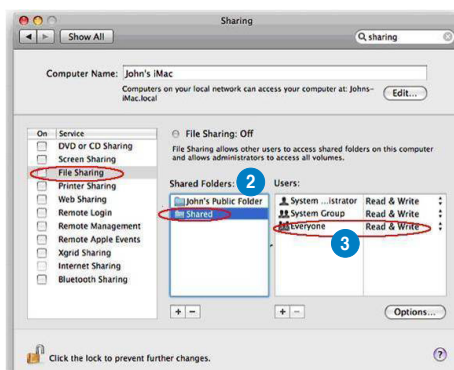 Sharing
Show All
sharing
Computer Name: John's iMac
Computers on your local network can access your computer at: Johns-
iMac.local
Edit...
On Service
DVD or CD Sharing
Screen Sharing
File Sharing
Printer Sharing
Web Sharing
Remote Login
Remote Management
Remote Apple Events
Xgrid Sharing
Internet Sharing
Bluetooth Sharing
File Sharing: Off
File Sharing allows other users to access shared folders on this computer
and allows administrators to access all volumes.
Shared Folders:
2
John's Public Folder
Shared
Users:
System ...istrator Read & Write
System Group Read & Write
Everyone Read & Write
3
+ −
+ −
Options...
Click the lock to prevent further changes.
?